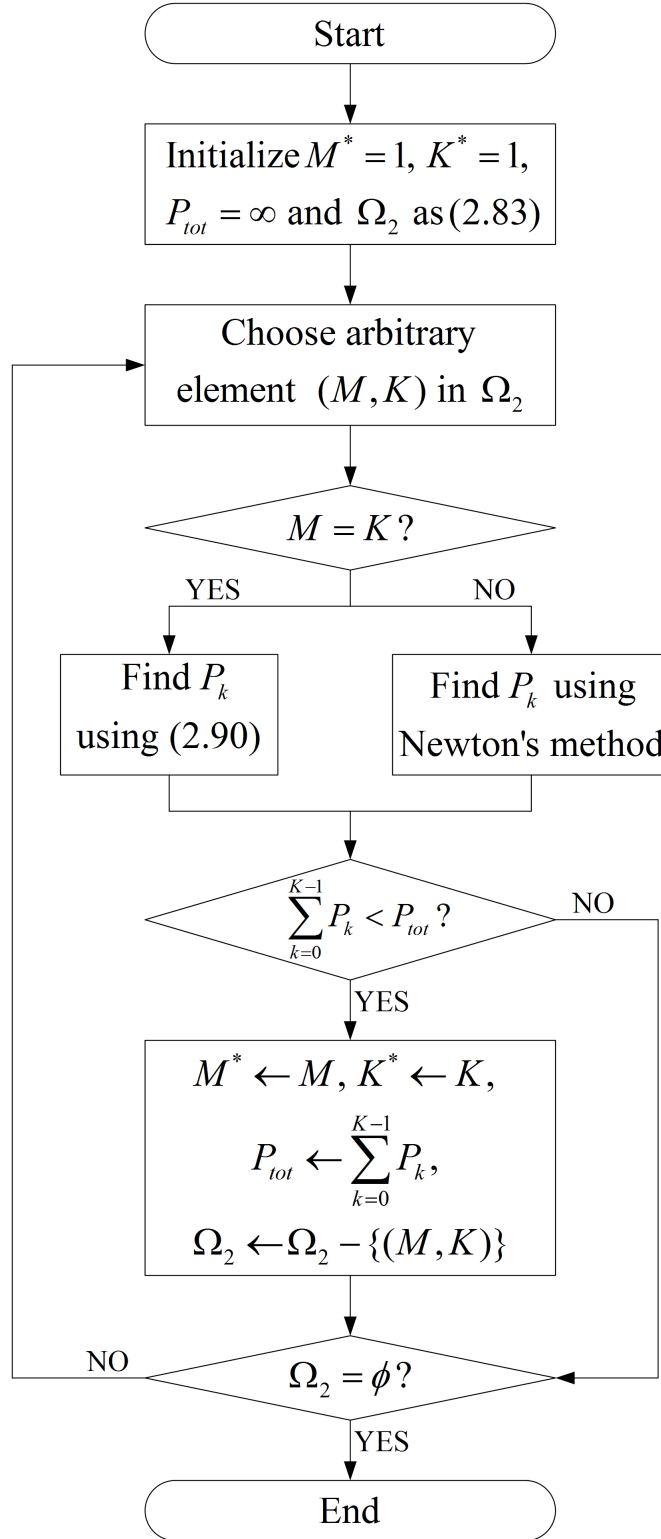 Start
Initialize M* = 1, K* = 1,
P_tot = ∞ and Ω₂ as (2.83)
Choose arbitrary
element (M, K) in Ω₂
M = K ?
YES
NO
Find P_k
using (2.90)
Find P_k using
Newton's method
∑_{k=0}^{K−1} P_k < P_tot ?
NO
YES
M* ← M, K* ← K,
P_tot ← ∑_{k=0}^{K−1} P_k,
Ω₂ ← Ω₂ − {(M, K)}
NO
Ω₂ = ϕ ?
YES
End